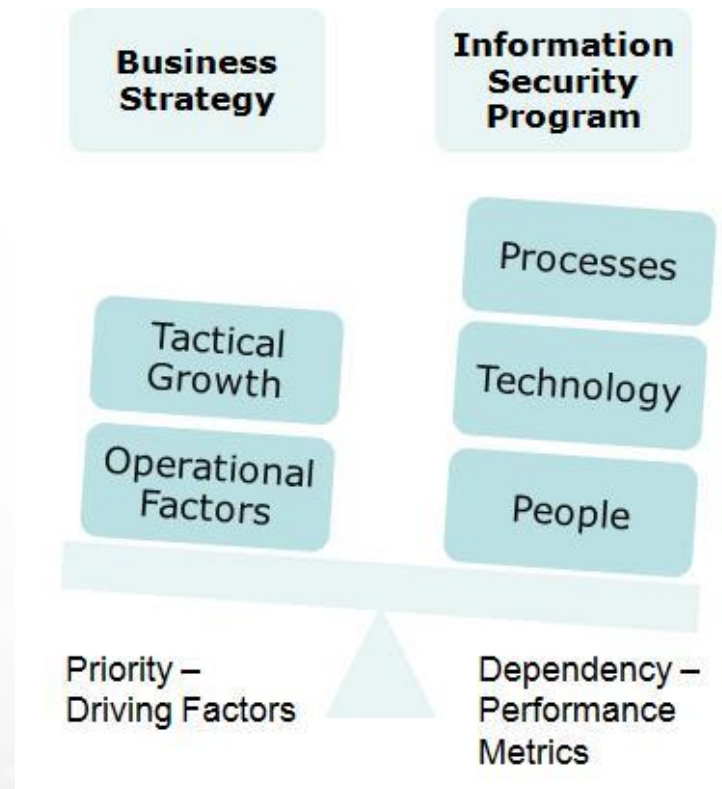 Business
Strategy
Information
Security
Program
Processes
Tactical
Growth
Technology
Operational
Factors
People
Priority –
Driving Factors
Dependency –
Performance
Metrics